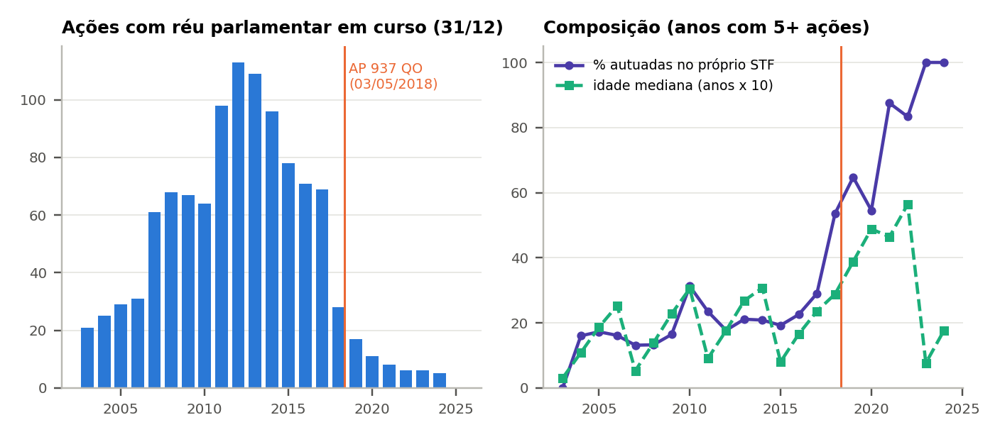 Ações com réu parlamentar em curso (31/12)
AP 937 QO
(03/05/2018)
100
80
60
40
20
0
2005 2010 2015 2020 2025
Composição (anos com 5+ ações)
% autuadas no próprio STF
idade mediana (anos x 10)
100
80
60
40
20
0
2005 2010 2015 2020 2025